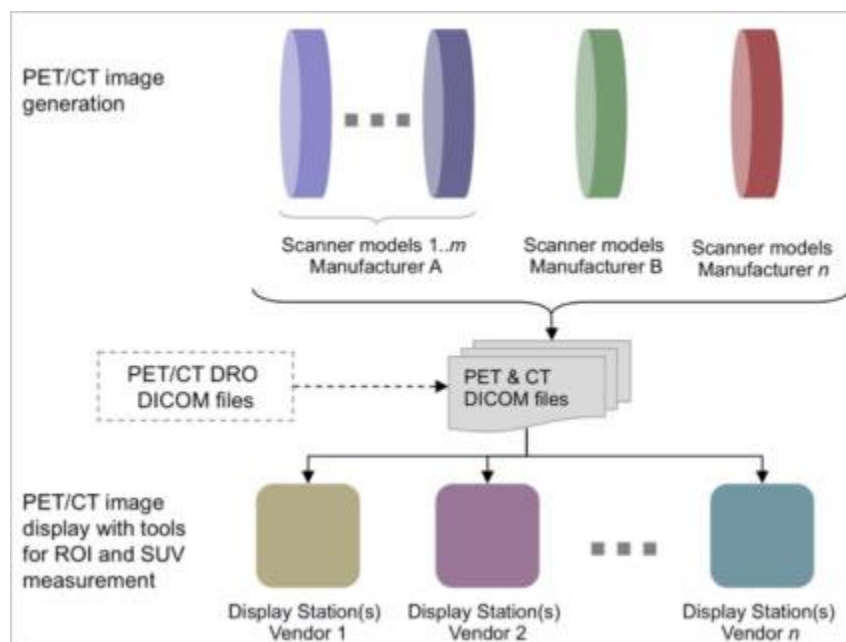 PET/CT image
generation
Scanner models 1..m
Manufacturer A
Scanner models
Manufacturer B
Scanner models
Manufacturer n
PET/CT DRO
DICOM files
PET & CT
DICOM files
PET/CT image
display with tools
for ROI and SUV
measurement
Display Station(s)
Vendor 1
Display Station(s)
Vendor 2
Display Station(s)
Vendor n